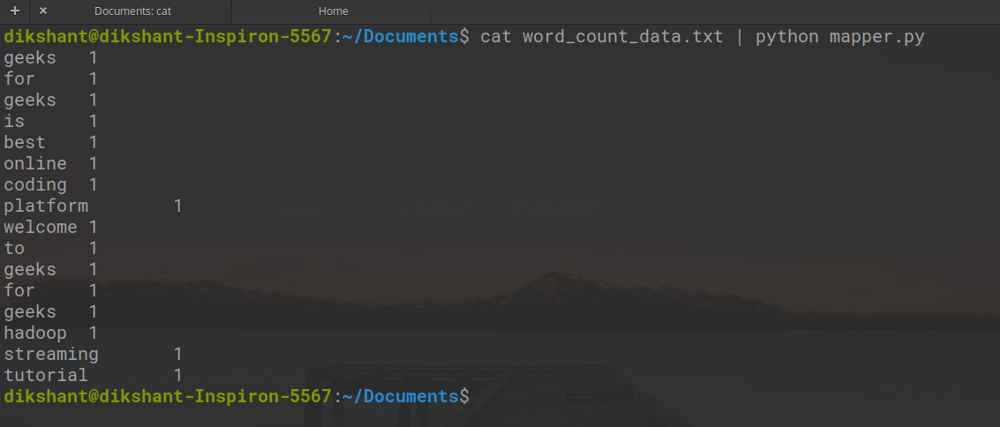 + × Documents: cat Home
dikshant@dikshant-Inspiron-5567:~/Documents$ cat word_count_data.txt | python mapper.py
geeks	1
for	1
geeks	1
is	1
best	1
online	1
coding	1
platform	1
welcome	1
to	1
geeks	1
for	1
geeks	1
hadoop	1
streaming	1
tutorial	1
dikshant@dikshant-Inspiron-5567:~/Documents$